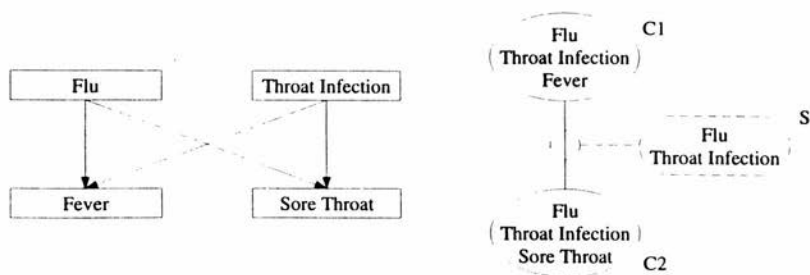 Flu
Throat Infection
Fever
Sore Throat
Flu
Throat Infection
Fever
C1
S
Flu
Throat Infection
Flu
Throat Infection
Sore Throat
C2